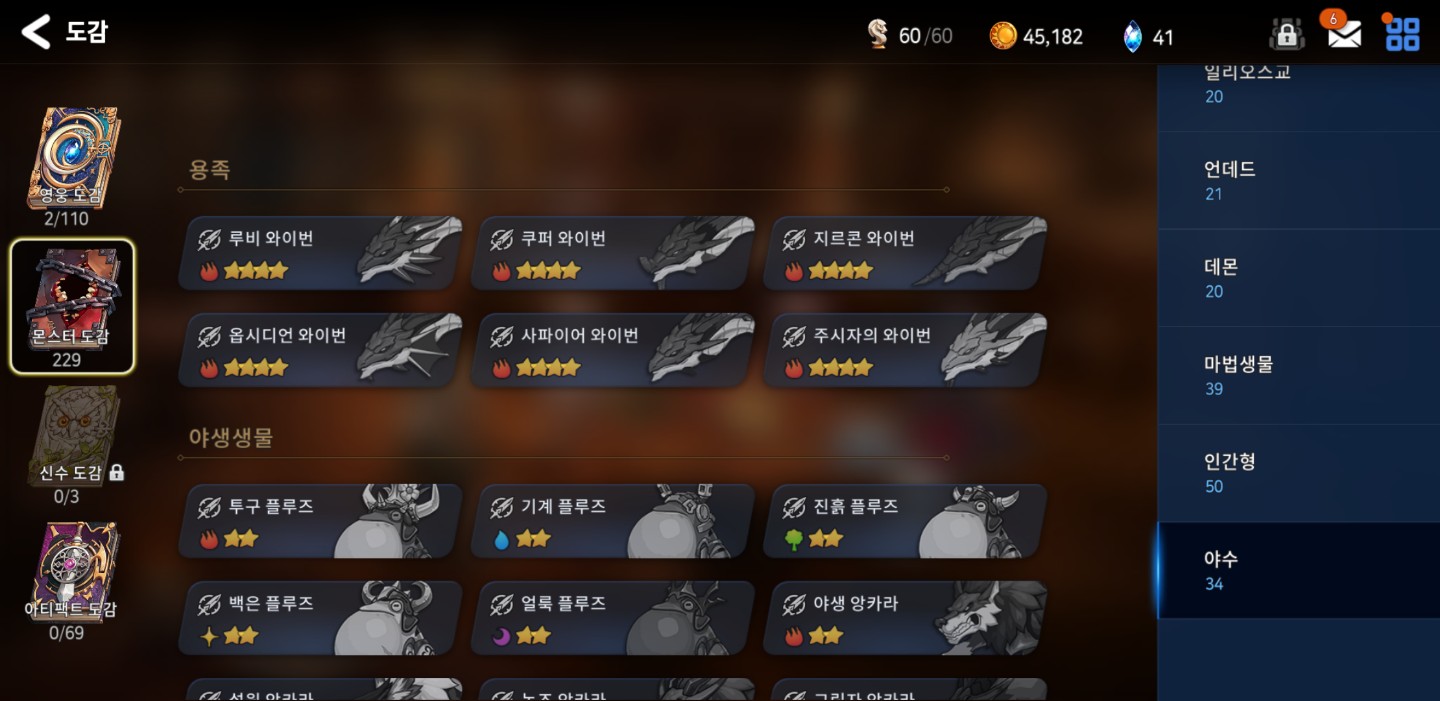 도감
60/60
45,182
41
6
영웅 도감
2/110
몬스터 도감
229
신수 도감
0/3
아티팩트 도감
0/69
용족
루비 와이번
쿠퍼 와이번
지르콘 와이번
옵시디언 와이번
사파이어 와이번
주시자의 와이번
야생생물
투구 플루즈
기계 플루즈
진흙 플루즈
백은 플루즈
얼룩 플루즈
야생 앙카라
일리오스교
20
언데드
21
데몬
20
마법생물
39
인간형
50
야수
34